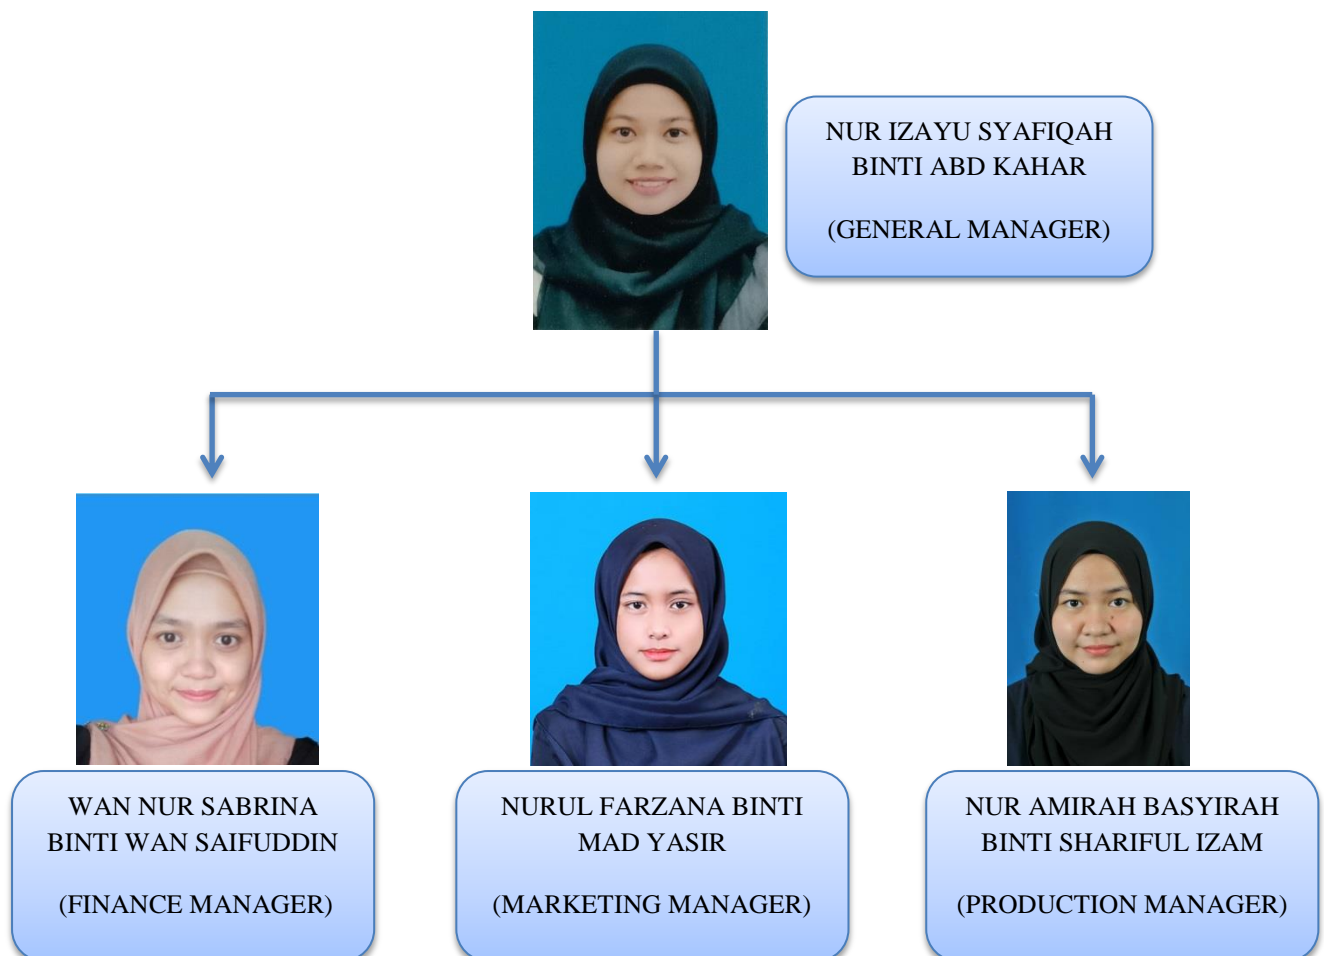 NUR IZAYU SYAFIQAH
BINTI ABD KAHAR
(GENERAL MANAGER)
WAN NUR SABRINA
BINTI WAN SAIFUDDIN
(FINANCE MANAGER)
NURUL FARZANA BINTI
MAD YASIR
(MARKETING MANAGER)
NUR AMIRAH BASYIRAH
BINTI SHARIFUL IZAM
(PRODUCTION MANAGER)